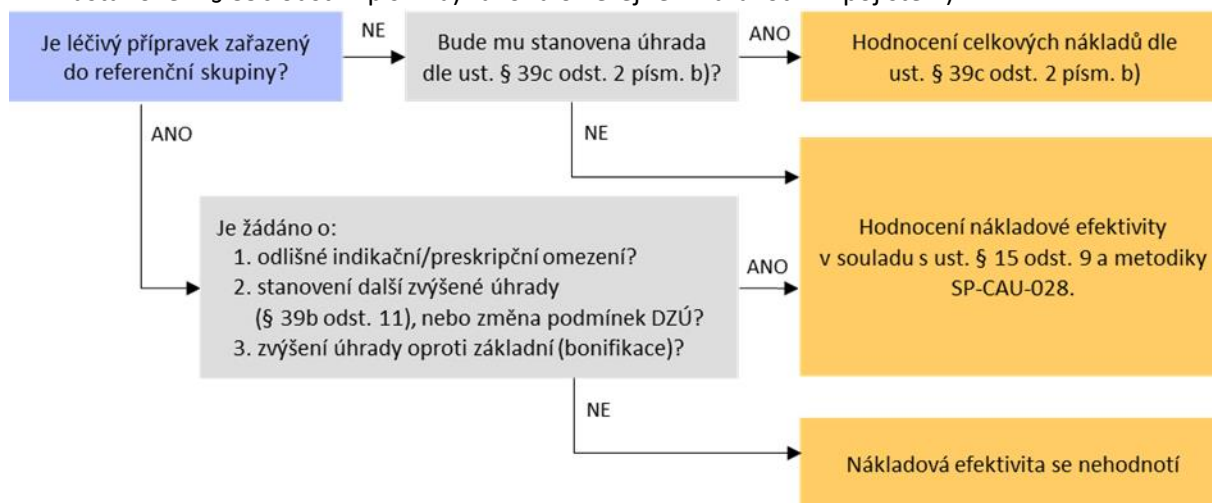 Je léčivý přípravek zařazený
do referenční skupiny?
NE
Bude mu stanovena úhrada
dle ust. § 39c odst. 2 písm. b)?
ANO
Hodnocení celkových nákladů dle
ust. § 39c odst. 2 písm. b)
ANO
NE
Je žádáno o:
1. odlišné indikační/preskripční omezení?
2. stanovení další zvýšené úhrady
(§ 39b odst. 11), nebo změna podmínek DZÚ?
3. zvýšení úhrady oproti základní (bonifikace)?
ANO
Hodnocení nákladové efektivity
v souladu s ust. § 15 odst. 9 a metodiky
SP-CAU-028.
NE
Nákladová efektivita se nehodnotí